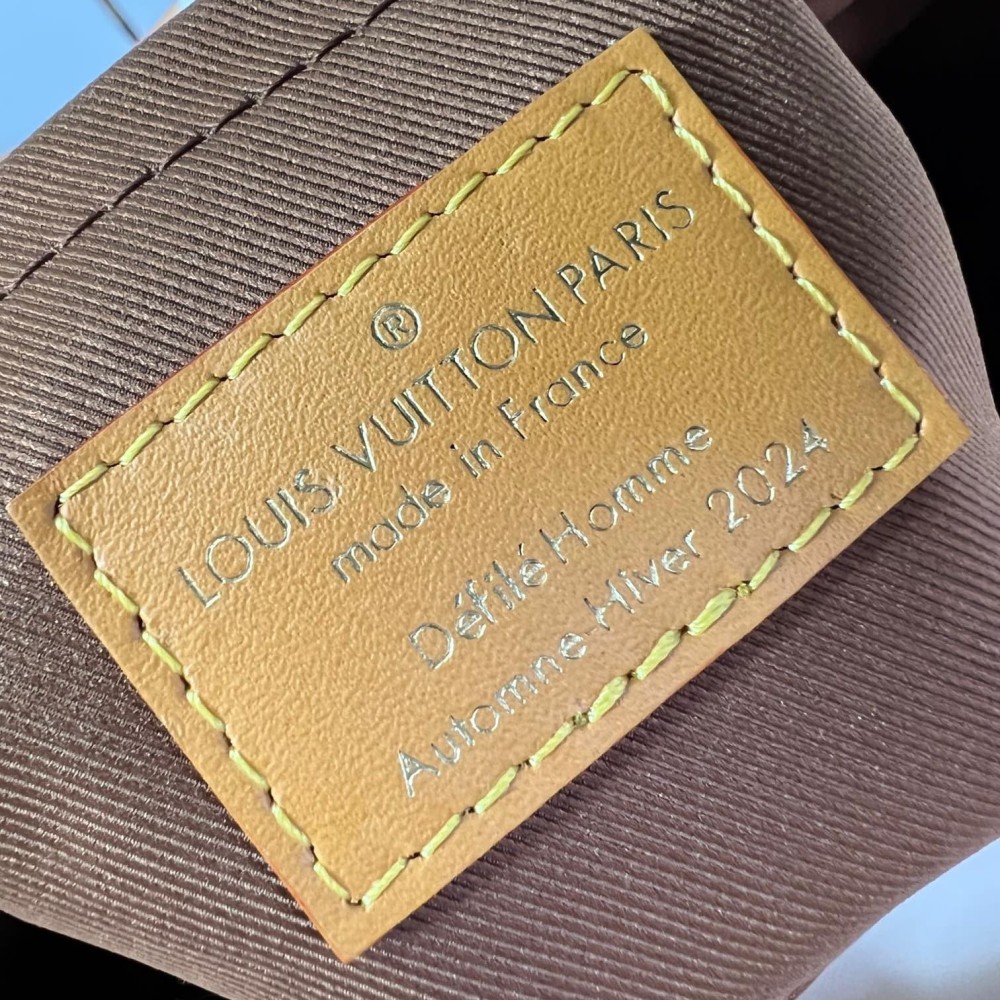 ®
LOUIS VUITTON PARIS
made in France
Défilé Homme
Automne-Hiver 2024